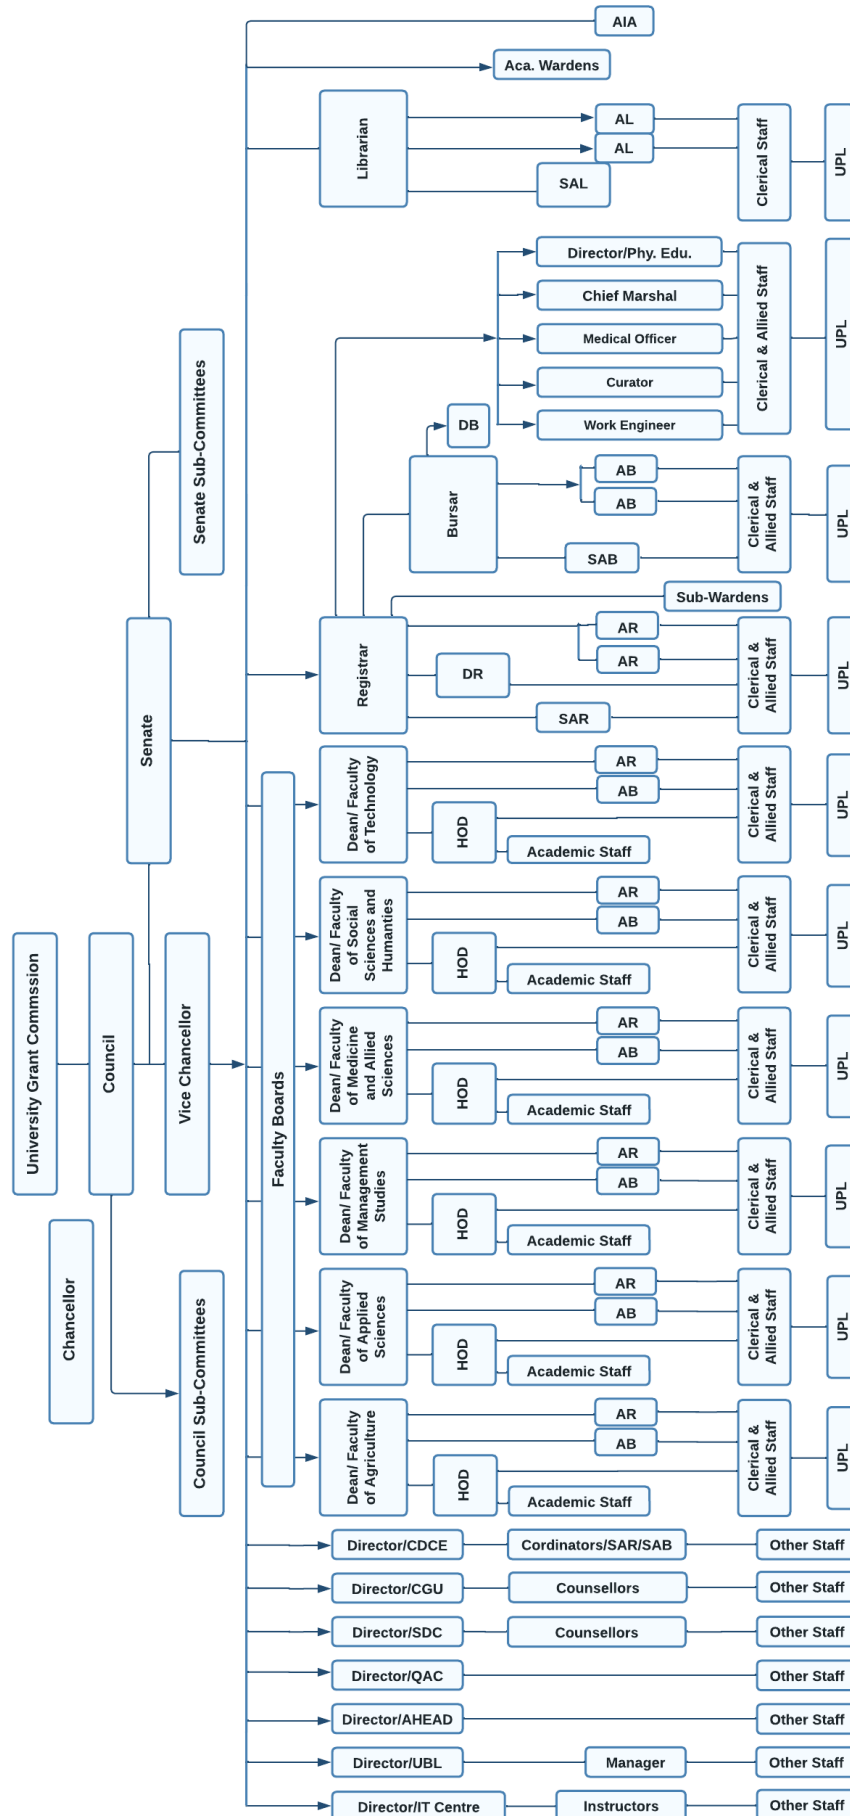 AIA
Aca. Wardens
Librarian
AL
AL
SAL
Clerical Staff
UPL
Director/Phy. Edu.
Chief Marshal
Medical Officer
Curator
Work Engineer
Clerical & Allied Staff
UPL
Senate Sub-Committees
DB
Bursar
AB
AB
SAB
Clerical &
Allied Staff
UPL
Sub-Wardens
Registrar
AR
AR
DR
SAR
Clerical &
Allied Staff
UPL
Senate
Dean/ Faculty
of Technology
AR
AB
HOD
Academic Staff
Clerical &
Allied Staff
UPL
Dean/ Faculty
of Social
Sciences and
Humanties
AR
AB
HOD
Academic Staff
Clerical &
Allied Staff
UPL
University Grant Commssion
Council
Vice Chancellor
Faculty Boards
Dean/ Faculty
of Medicine
and Allied
Sciences
AR
AB
HOD
Academic Staff
Clerical &
Allied Staff
UPL
Dean/ Faculty
of Management
Studies
AR
AB
HOD
Academic Staff
Clerical &
Allied Staff
UPL
Chancellor
Council Sub-Committees
Dean/ Faculty
of Applied
Sciences
AR
AB
HOD
Academic Staff
Clerical &
Allied Staff
UPL
Dean/ Faculty
of Agriculture
AR
AB
HOD
Academic Staff
Clerical &
Allied Staff
UPL
Director/CDCE
Cordinators/SAR/SAB
Other Staff
Director/CGU
Counsellors
Other Staff
Director/SDC
Counsellors
Other Staff
Director/QAC
Other Staff
Director/AHEAD
Other Staff
Director/UBL
Manager
Other Staff
Director/IT Centre
Instructors
Other Staff